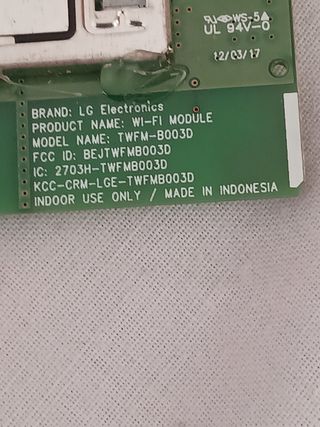 WS-5
UL 94V-0
12/03/17
BRAND: LG Electronics
PRODUCT NAME: WI-FI MODULE
MODEL NAME: TWFM-B003D
FCC ID: BEJTWFMB003D
IC: 2703H-TWFMB003D
KCC-CRM-LGE-TWFMB003D
INDOOR USE ONLY / MADE IN INDONESIA